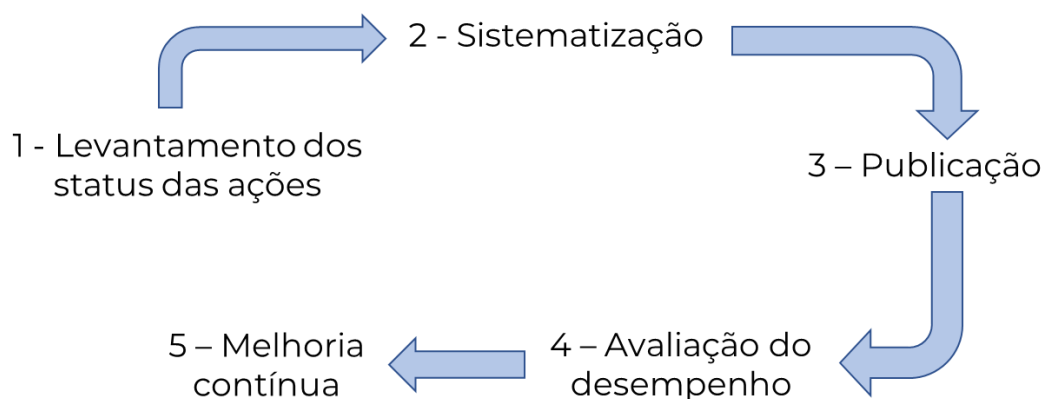 2 - Sistematização
1 - Levantamento dos
status das ações
3 – Publicação
5 – Melhoria
contínua
4 – Avaliação do
desempenho